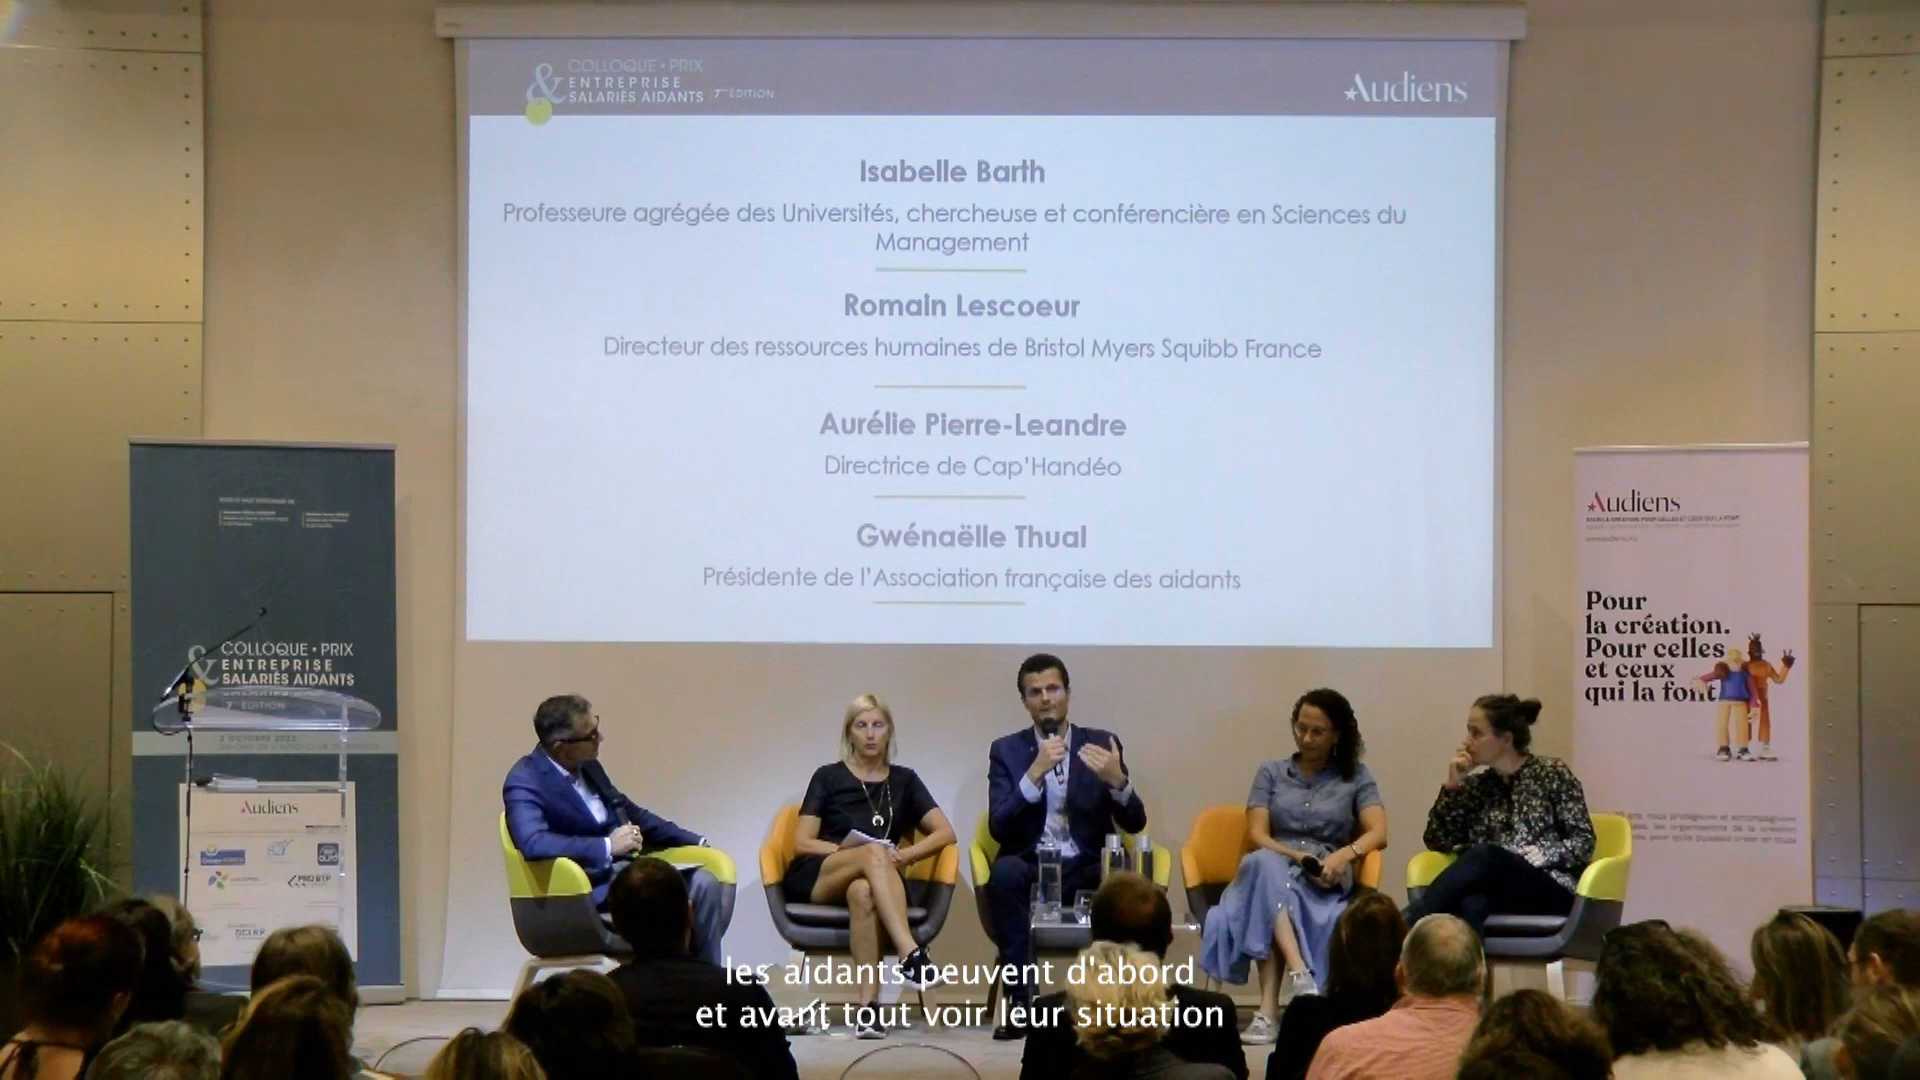 COLLOQUE • PRIX
& ENTREPRISE
SALARIÉS AIDANTS 7ème ÉDITION
Audiens
Isabelle Barth
Professeure agrégée des Universités, chercheuse et conférencière en Sciences du
Management
Romain Lescoeur
Directeur des ressources humaines de Bristol Myers Squibb France
Aurélie Pierre-Leandre
Directrice de Cap'Handéo
Gwénaëlle Thual
Présidente de l'Association française des aidants
COLLOQUE • PRIX
& ENTREPRISE
SALARIÉS AIDANTS
ÉDITION
Audiens
PRO BTP
Audiens
Pour
la création.
Pour celles
et ceux
qui la font.
les aidants peuvent d'abord
et avant tout voir leur situation